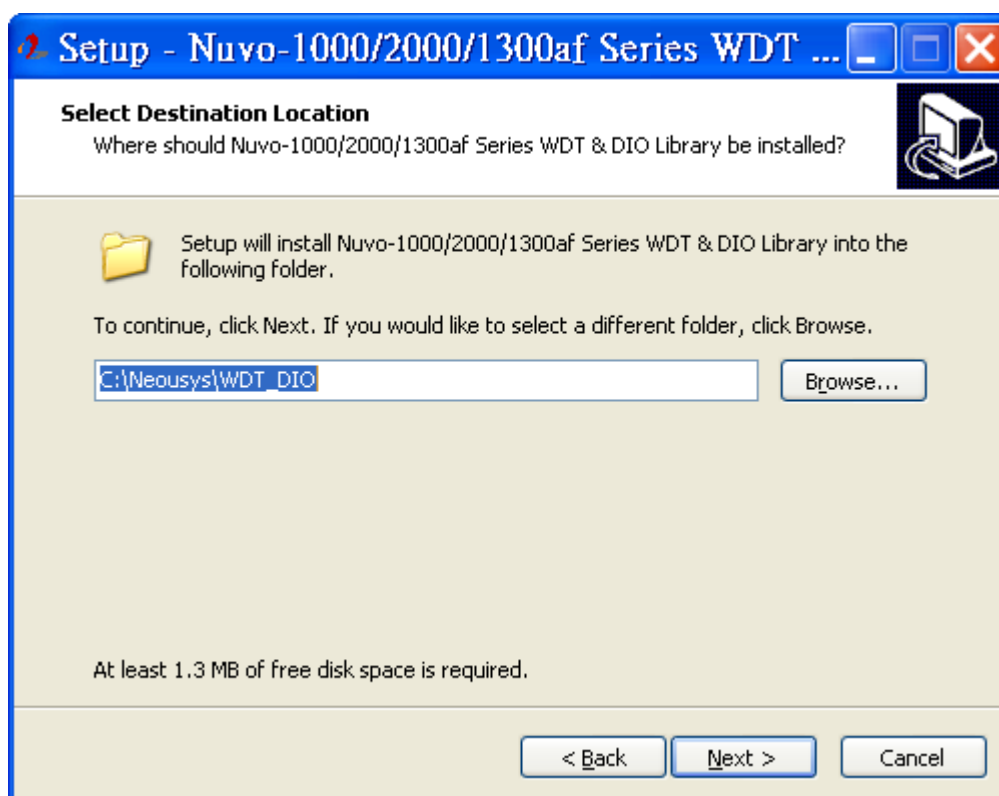 Setup - Nuvo-1000/2000/1300af Series WDT ...
Select Destination Location
Where should Nuvo-1000/2000/1300af Series WDT & DIO Library be installed?
Setup will install Nuvo-1000/2000/1300af Series WDT & DIO Library into the
following folder.
To continue, click Next. If you would like to select a different folder, click Browse.
C:\Neousys\WDT_DIO
Browse...
At least 1.3 MB of free disk space is required.
< Back
Next >
Cancel